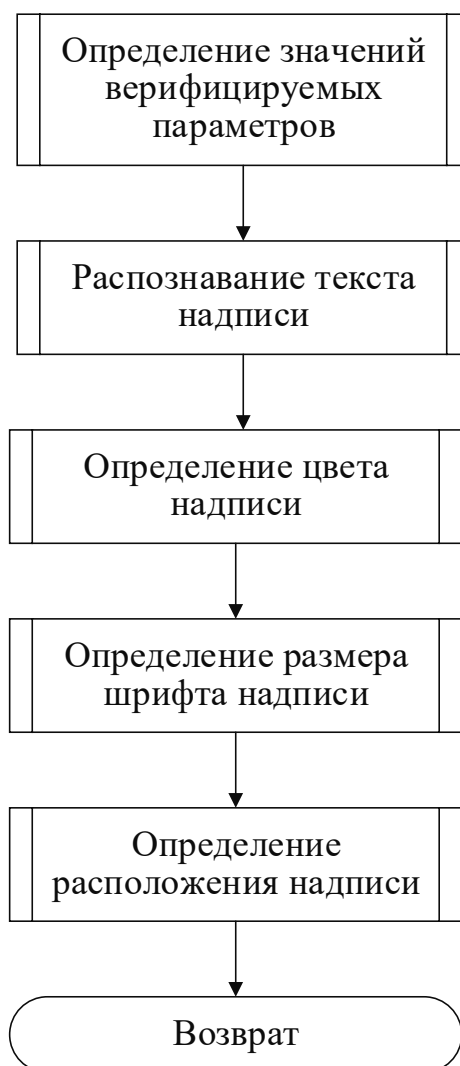 Определение значений
верифицируемых
параметров
Распознавание текста
надписи
Определение цвета
надписи
Определение размера
шрифта надписи
Определение
расположения надписи
Возврат